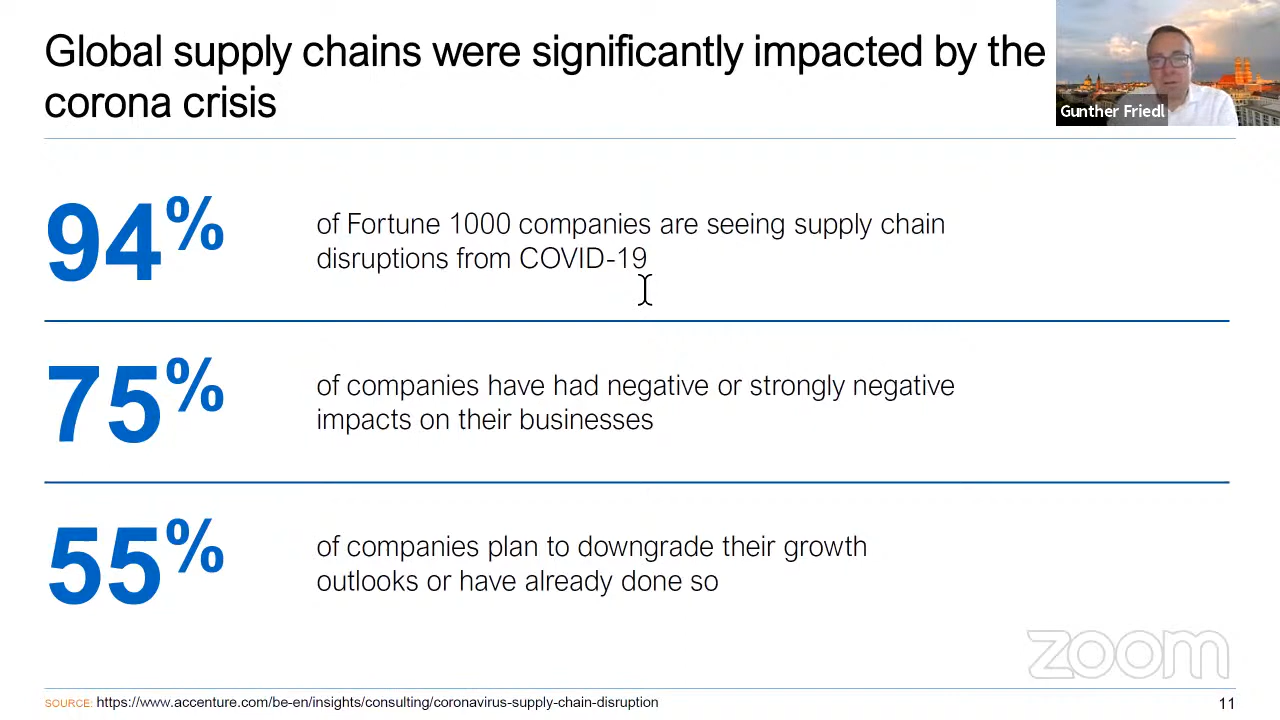 Global supply chains were significantly impacted by the
corona crisis
Gunther Friedl
94%
of Fortune 1000 companies are seeing supply chain
disruptions from COVID-19
75%
of companies have had negative or strongly negative
impacts on their businesses
55%
of companies plan to downgrade their growth
outlooks or have already done so
zoom
SOURCE: https://www.accenture.com/be-en/insights/consulting/coronavirus-supply-chain-disruption
11